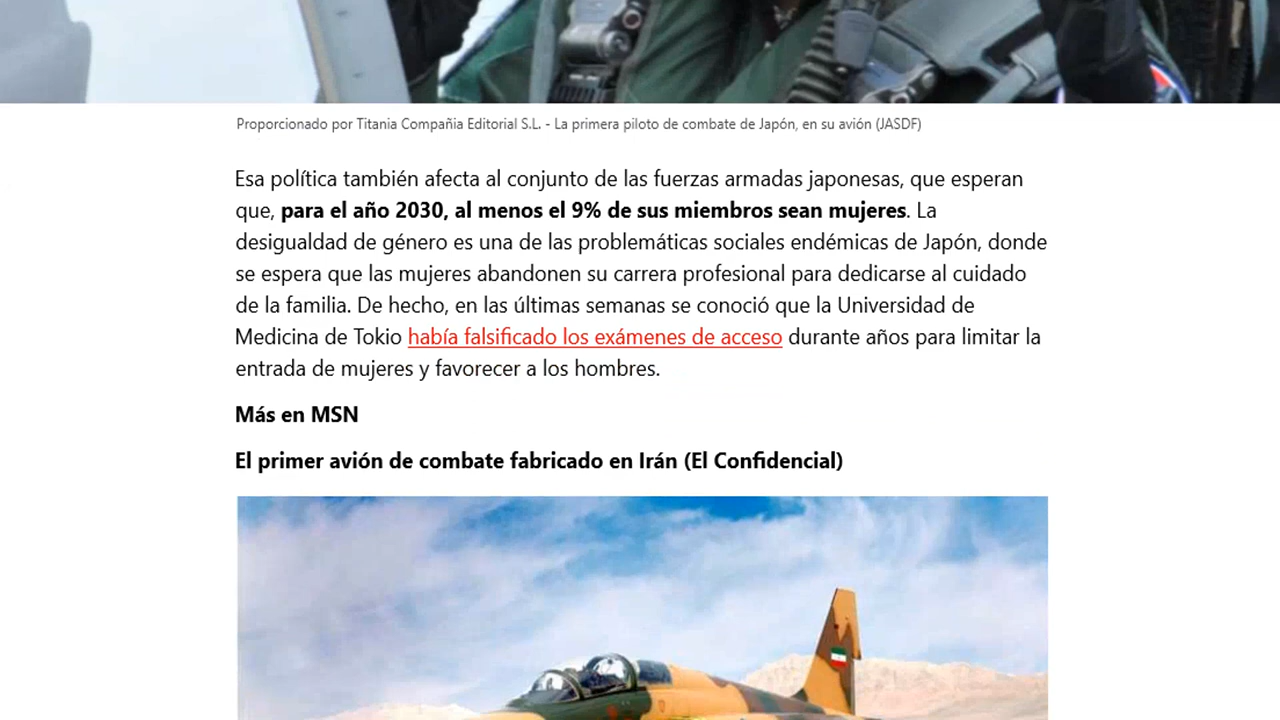 Proporcionado por Titania Compañia Editorial S.L. - La primera piloto de combate de Japón, en su avión (JASDF)
Esa política también afecta al conjunto de las fuerzas armadas japonesas, que esperan
que, para el año 2030, al menos el 9% de sus miembros sean mujeres. La
desigualdad de género es una de las problemáticas sociales endémicas de Japón, donde
se espera que las mujeres abandonen su carrera profesional para dedicarse al cuidado
de la familia. De hecho, en las últimas semanas se conoció que la Universidad de
Medicina de Tokio había falsificado los exámenes de acceso durante años para limitar la
entrada de mujeres y favorecer a los hombres.
Más en MSN
El primer avión de combate fabricado en Irán (El Confidencial)